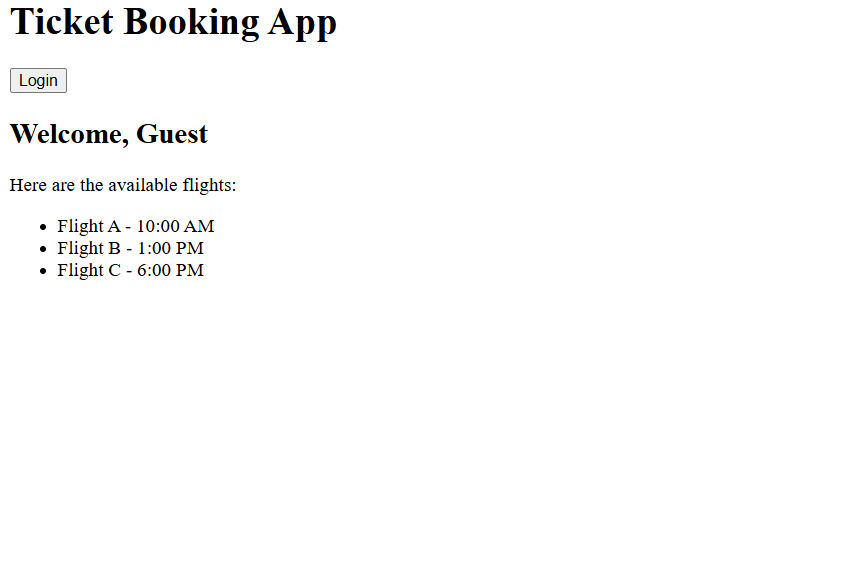 Ticket Booking App
Login
Welcome, Guest
Here are the available flights:
• Flight A - 10:00 AM
• Flight B - 1:00 PM
• Flight C - 6:00 PM